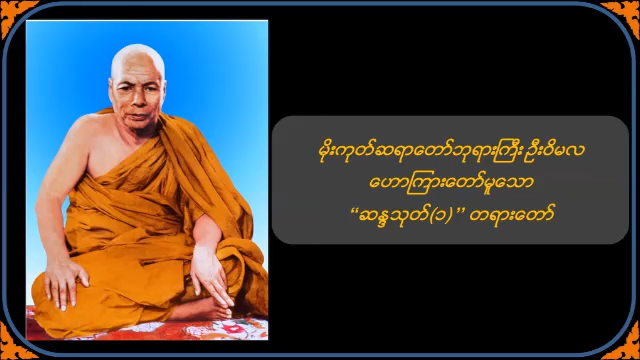 မိုးကုတ်ဆရာတော်ဘုရားကြီး ဦးဝိမလ
ဟောကြားတော်မူသော
“ဆန္ဒသုတ်(၁)” တရားတော်